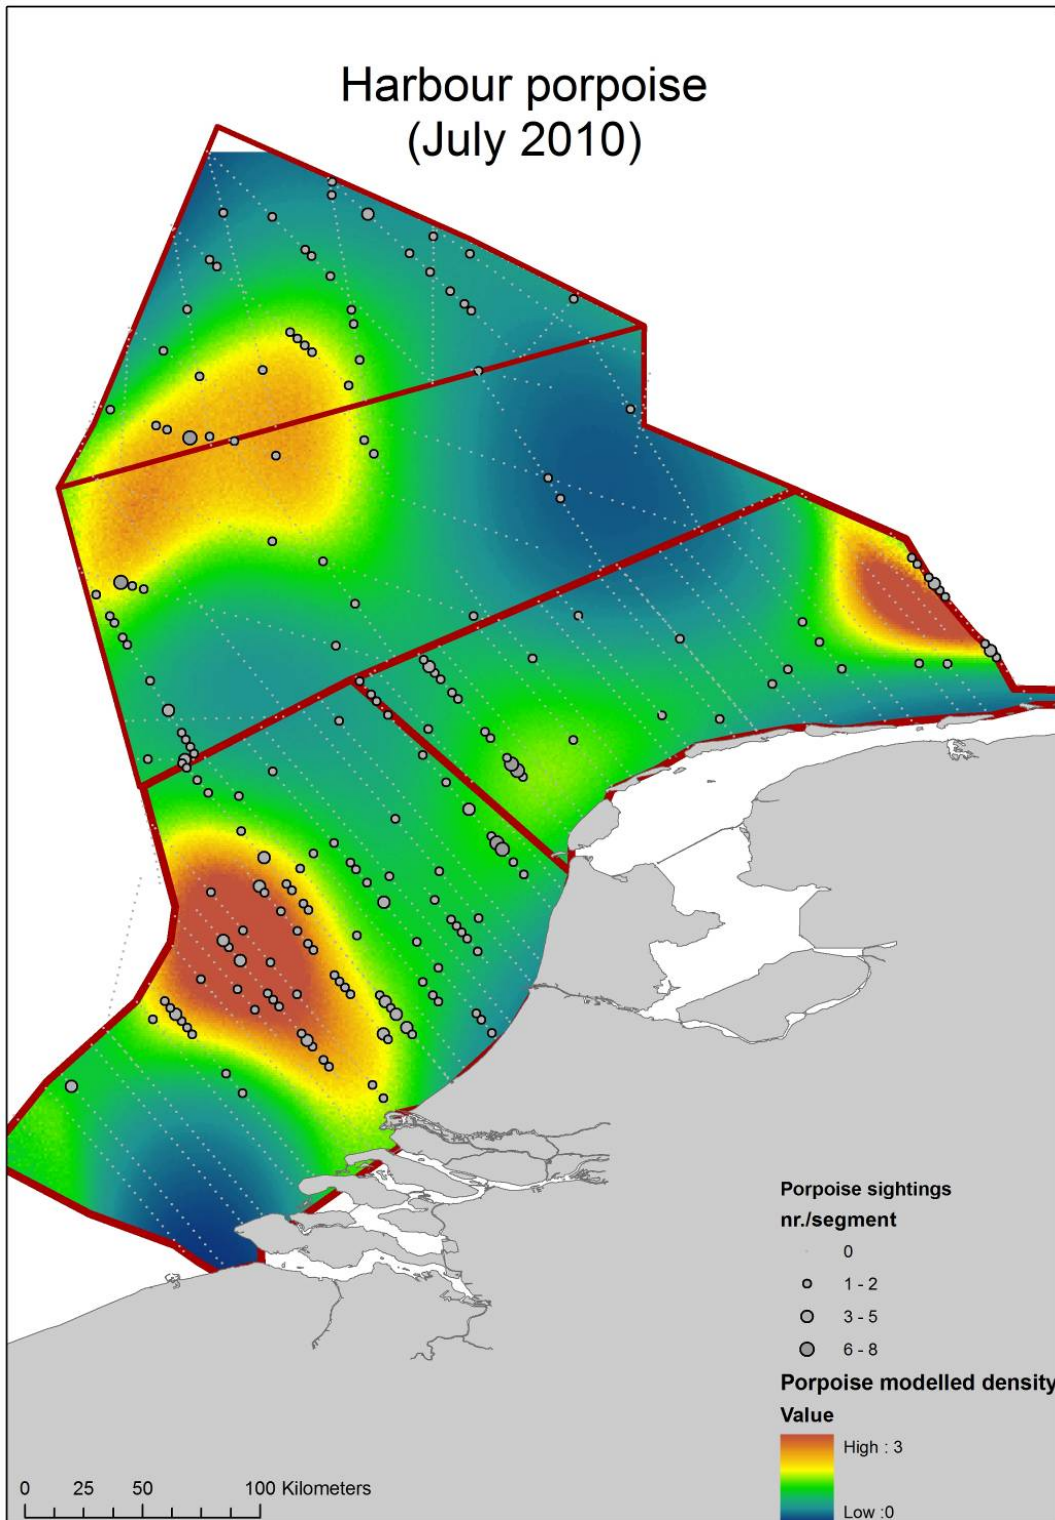 Harbour porpoise
(July 2010)
Porpoise sightings
nr./segment
0
1 - 2
3 - 5
6 - 8
Porpoise modelled density
Value
High : 3
Low :0
0 25 50 100 Kilometers